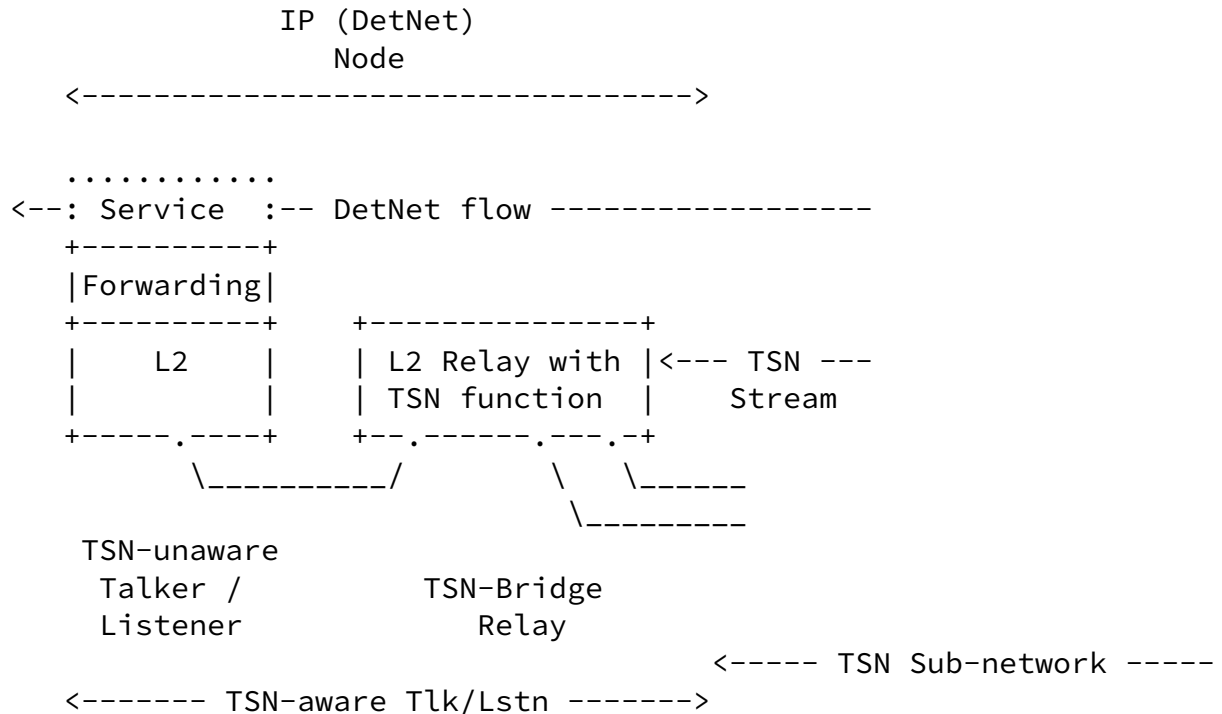 IP (DetNet)
Node
<---------------------------------->
............
<--: Service  :-- DetNet flow ------------------
+----------+
|Forwarding|
+----------+    +---------------+
|    L2    |    | L2 Relay with |<--- TSN ---
|          |    | TSN function  |    Stream
+-----.----+    +--.------.---.-+
\__________/        \   \______
\_________
TSN-unaware
Talker /        TSN-Bridge
Listener           Relay
<----- TSN Sub-network -----
<------- TSN-aware Tlk/Lstn ------->